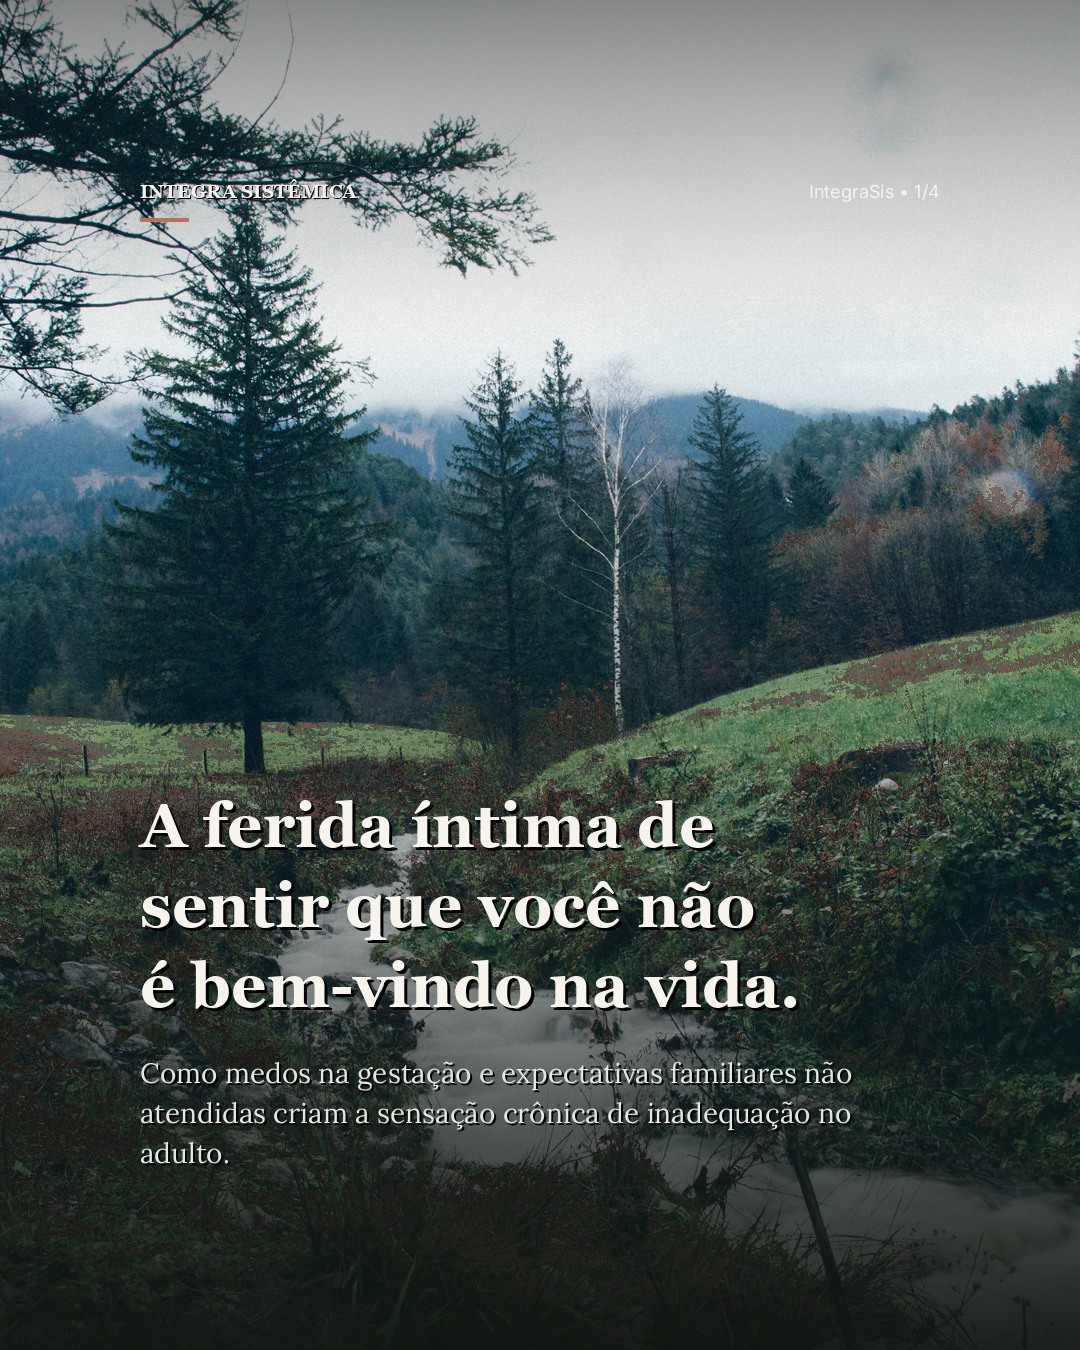 INTEGRA SISTÊMICA
IntegraSis • 1/4
A ferida íntima de
sentir que você não
é bem-vindo na vida.
Como medos na gestação e expectativas familiares não
atendidas criam a sensação crônica de inadequação no
adulto.